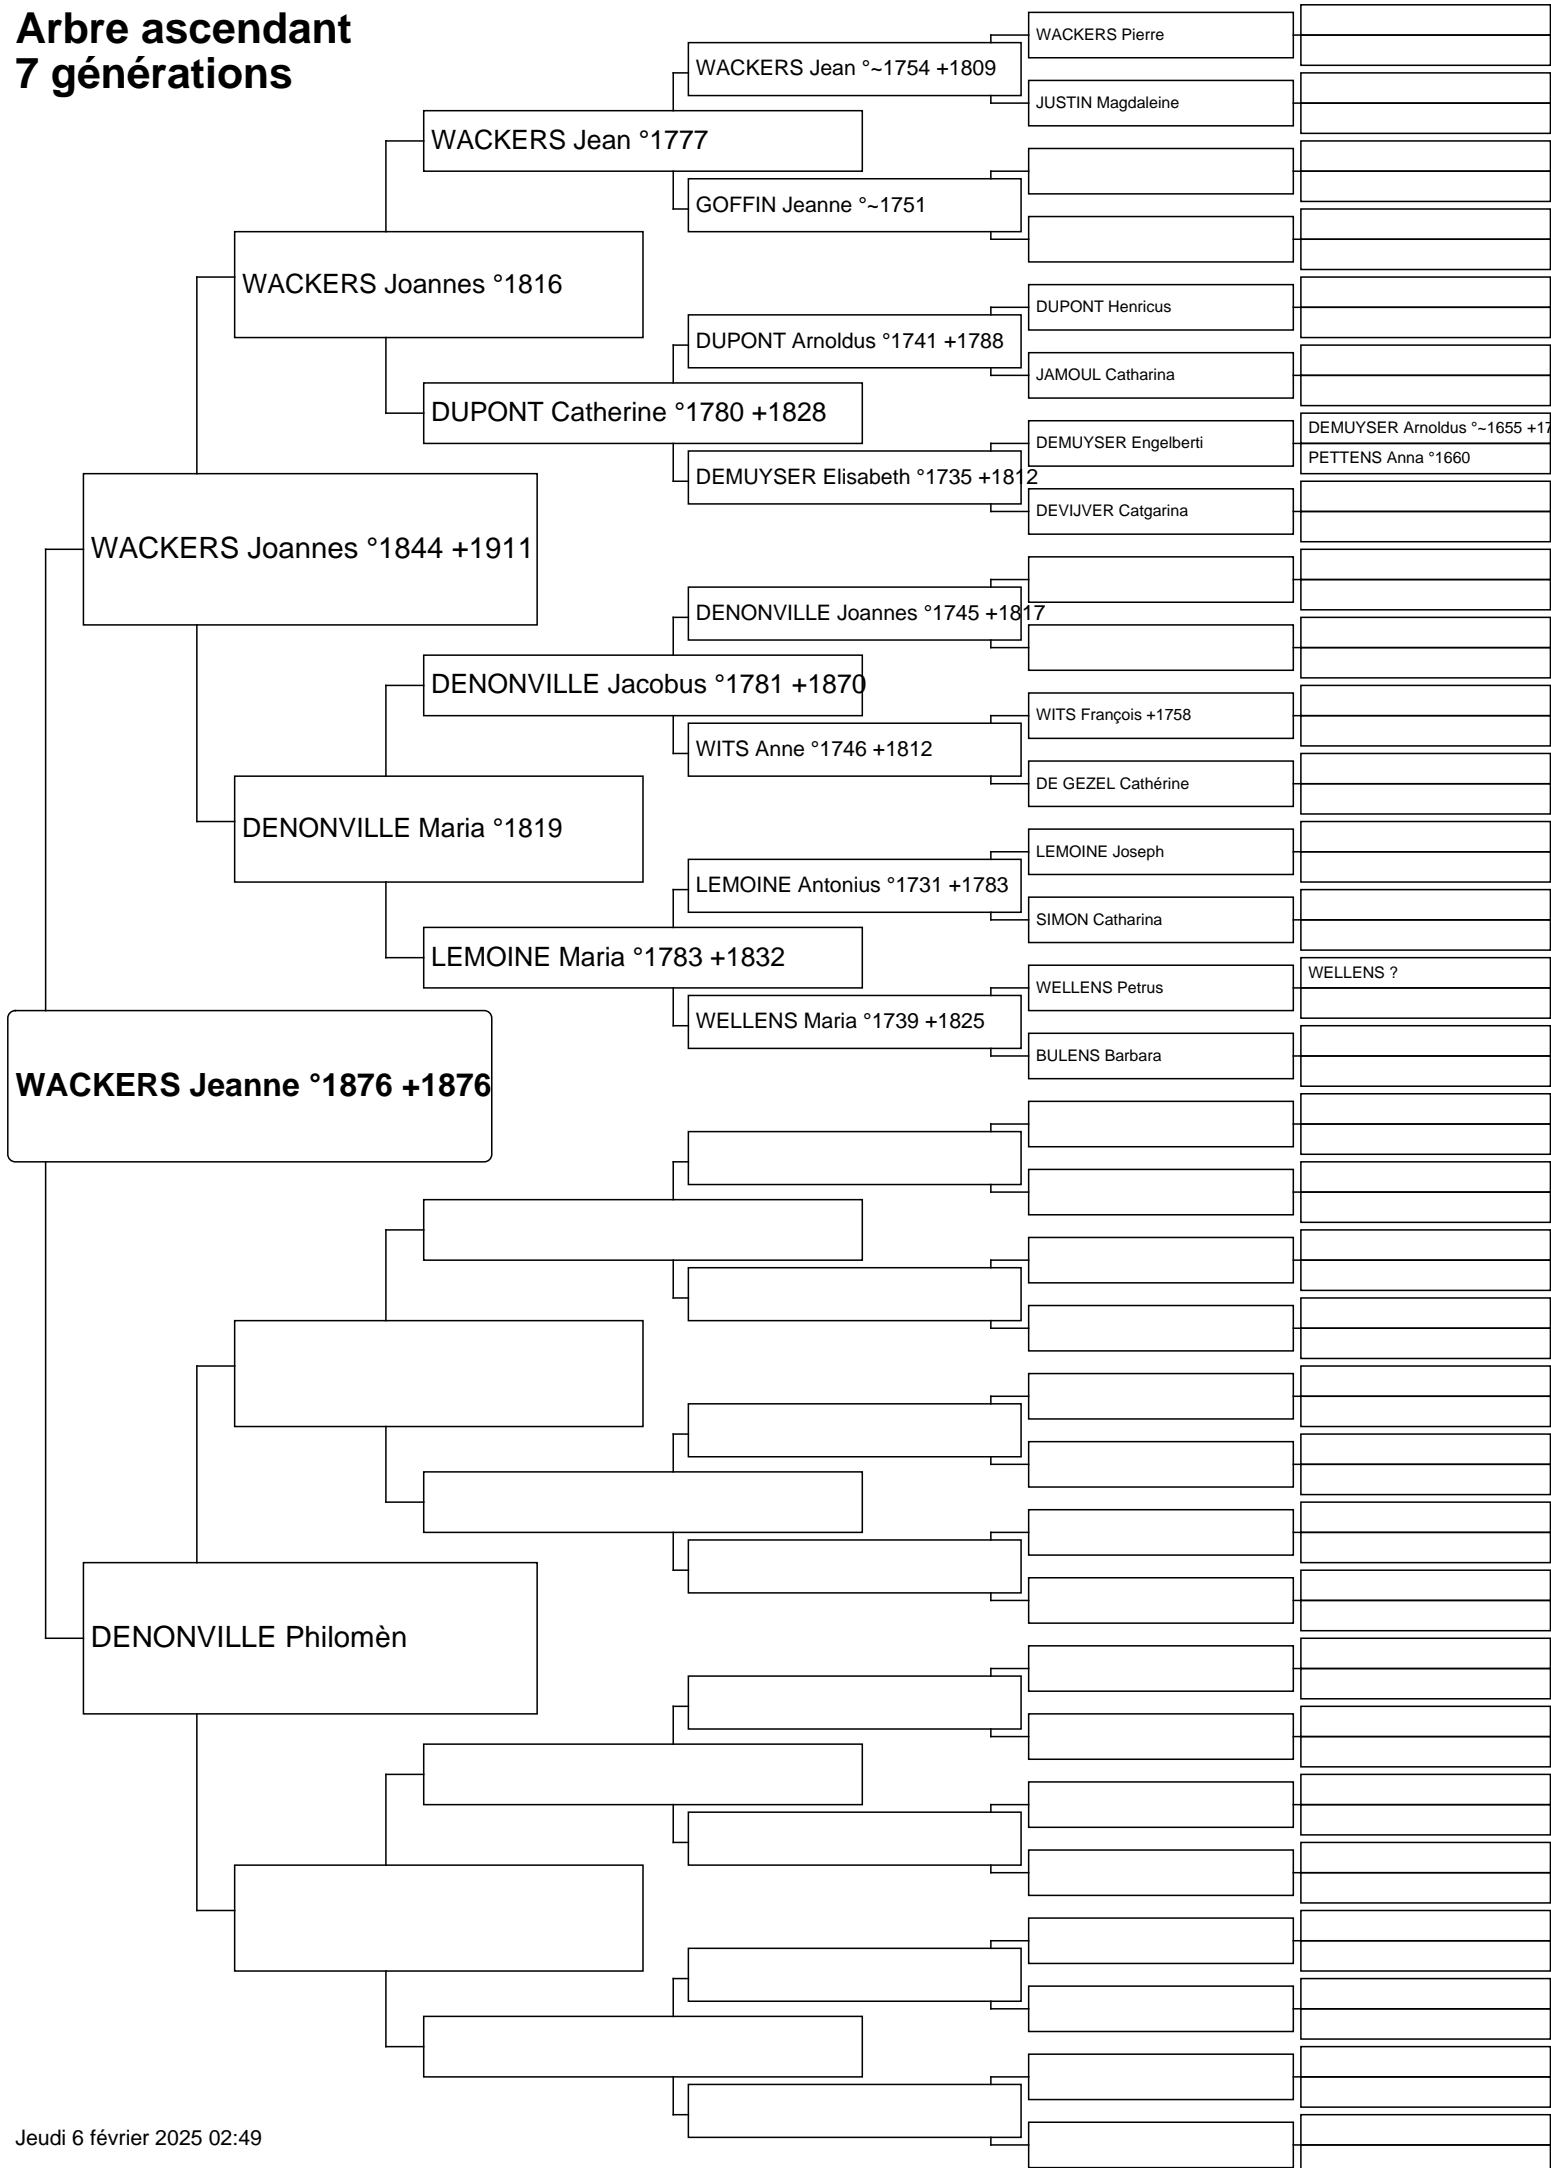 Arbre ascendant
7 générations
WACKERS Pierre
WACKERS Jean °~1754 +1809
JUSTIN Magdaleine
WACKERS Jean °1777
GOFFIN Jeanne °~1751
WACKERS Joannes °1816
DUPONT Henricus
DUPONT Arnoldus °1741 +1788
JAMOUL Catharina
DUPONT Catherine °1780 +1828
DEMUYSER Arnoldus °~1655 +17
DEMUYSER Engelberti
PETTENS Anna °1660
DEMUYSER Elisabeth °1735 +1812
DEVIJVER Catgarina
WACKERS Joannes °1844 +1911
DENONVILLE Joannes °1745 +1817
DENONVILLE Jacobus °1781 +1870
WITS François +1758
WITS Anne °1746 +1812
DE GEZEL Cathérine
DENONVILLE Maria °1819
LEMOINE Joseph
LEMOINE Antonius °1731 +1783
SIMON Catharina
LEMOINE Maria °1783 +1832
WELLENS ?
WELLENS Petrus
WELLENS Maria °1739 +1825
BULENS Barbara
WACKERS Jeanne °1876 +1876
DENONVILLE Philomèn
Jeudi 6 février 2025 02:49